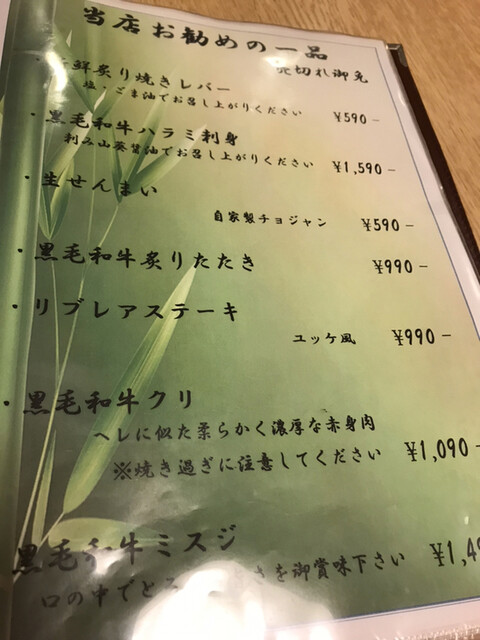 当店お勧めの一品
売切れ御免
・ 鮮炙り焼きレバー
塩・ごま油でお召し上がりください ¥590-
・黒毛和牛ハラミ刺身
刻み山葵醤油でお召し上がりください ¥1,590-
・生せんまい
自家製チョジャン ¥590-
・黒毛和牛炙りたたき ¥990-
・リブレアステーキ
ユッケ風 ¥990-
・黒毛和牛クリ
ヘレに似た柔らかく濃厚な赤身肉
※焼き過ぎに注意してください ¥1,090-
黒毛和牛ミスジ
口の中でと さを御賞味下さい ¥1,4